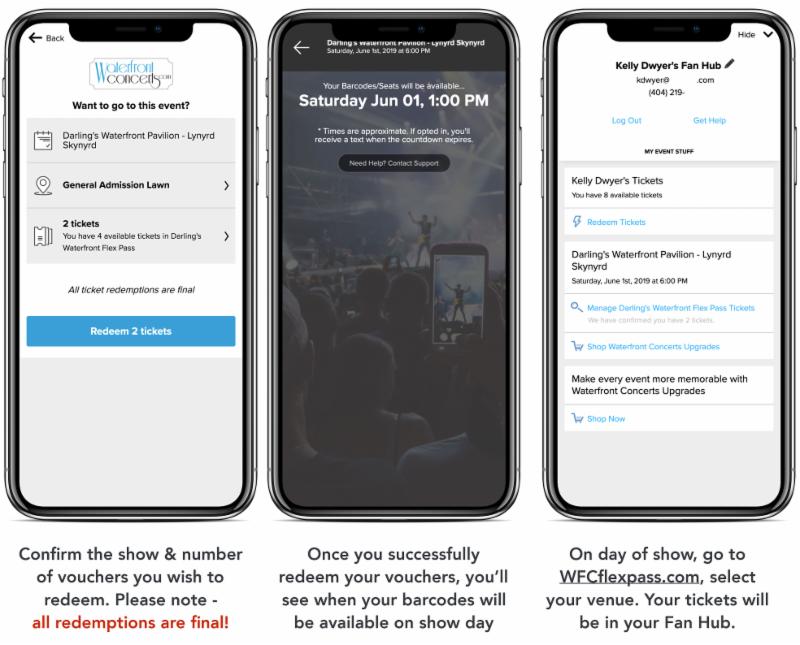 Back
Waterfront
concerts.com
Want to go to this event?
Darling's Waterfront Pavilion - Lynyrd
Skynyrd
General Admission Lawn
2 tickets
You have 4 available tickets in Darling's
Waterfront Flex Pass
All ticket redemptions are final
Redeem 2 tickets
Confirm the show & number
of vouchers you wish to
redeem. Please note -
all redemptions are final!
Darling's Waterfront Pavilion - Lynyrd Skynyrd
Saturday, June 1st, 2019 at 6:00 PM
Your Barcodes/Seats will be available...
Saturday Jun 01, 1:00 PM
* Times are approximate. If opted in, you'll
receive a text when the countdown expires.
Need Help? Contact Support
Once you successfully
redeem your vouchers, you'll
see when your barcodes will
be available on show day
Hide
Kelly Dwyer's Fan Hub
kdwyer@ .com
(404) 219-
Log Out Get Help
MY EVENT STUFF
Kelly Dwyer's Tickets
You have 8 available tickets
Redeem Tickets
Darling's Waterfront Pavilion - Lynyrd
Skynyrd
Saturday, June 1st, 2019 at 6:00 PM
Manage Darling's Waterfront Flex Pass Tickets
We have confirmed you have 2 tickets.
Shop Waterfront Concerts Upgrades
Make every event more memorable with
Waterfront Concerts Upgrades
Shop Now
On day of show, go to
WFCflexpass.com, select
your venue. Your tickets will
be in your Fan Hub.